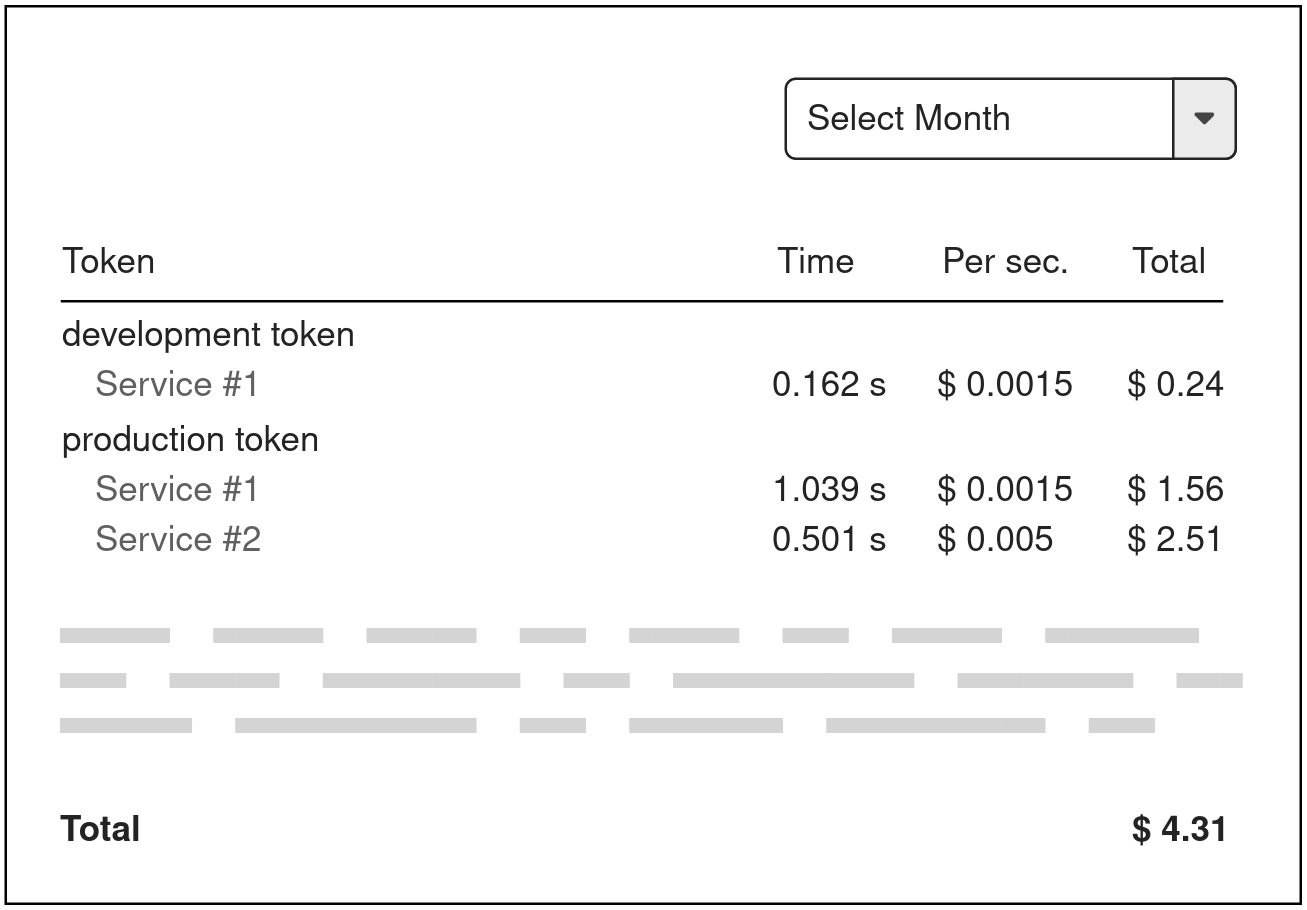 Select Month
Token Time Per sec. Total
development token
Service #1 0.162 s $ 0.0015 $ 0.24
production token
Service #1 1.039 s $ 0.0015 $ 1.56
Service #2 0.501 s $ 0.005 $ 2.51
Total $ 4.31